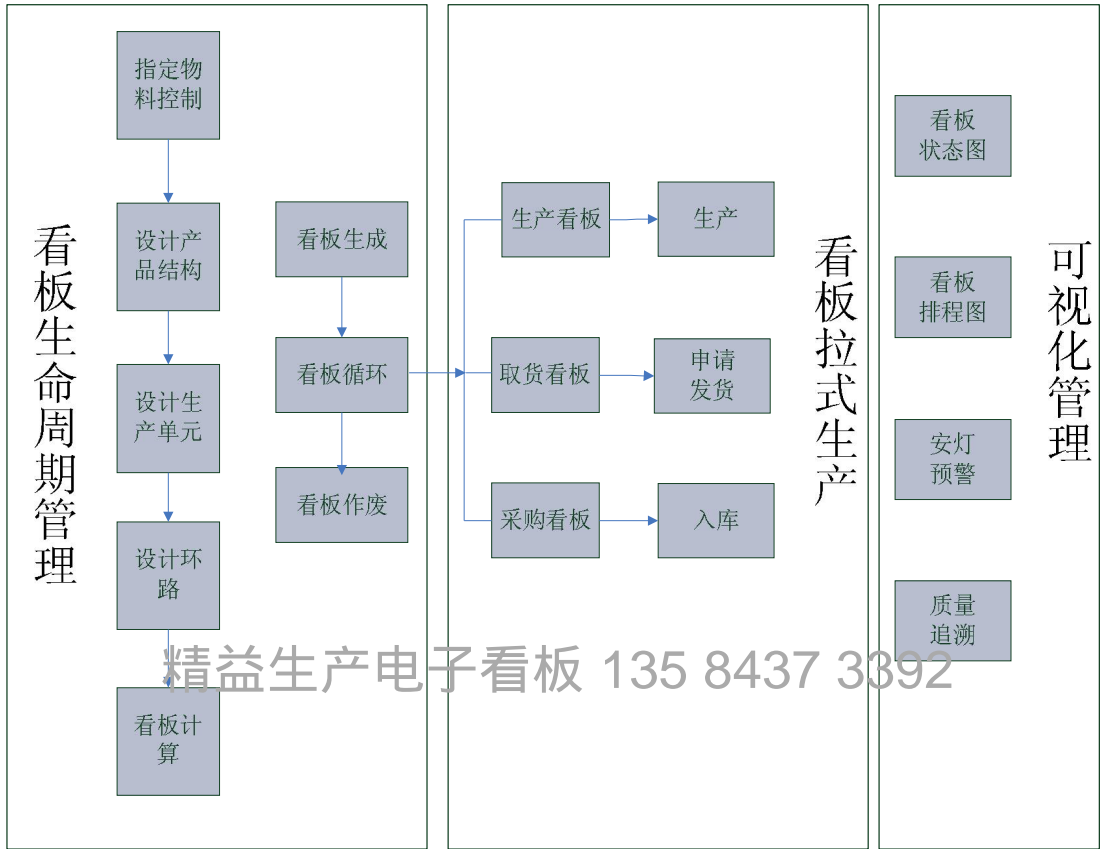 看板生命周期管理
指定物
料控制
设计产
品结构
设计生
产单元
设计环
路
看板计
算
看板生成
看板循环
看板作废
生产看板
生产
取货看板
申请
发货
采购看板
入库
看板拉式生产
看板
状态图
看板
排程图
安灯
预警
质量
追溯
可视化管理
精益生产电子看板 135 8437 3392